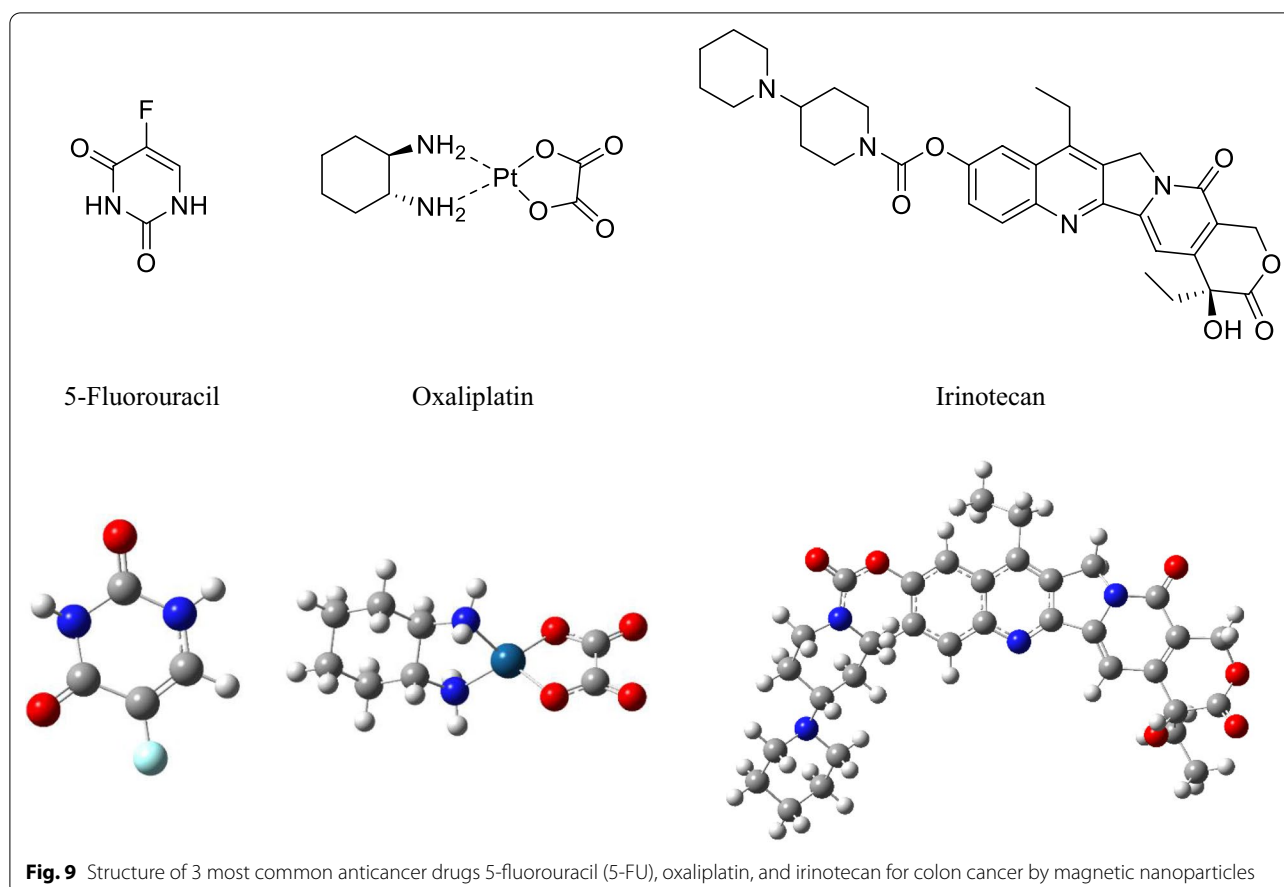 F
O
HN
NH
O
NH2
NH2
Pt
O
O
O
O
N
N
O
O
N
N
O
O
O
OH
5-Fluorouracil
Oxaliplatin
Irinotecan
Fig. 9 Structure of 3 most common anticancer drugs 5-fluorouracil (5-FU), oxaliplatin, and irinotecan for colon cancer by magnetic nanoparticles